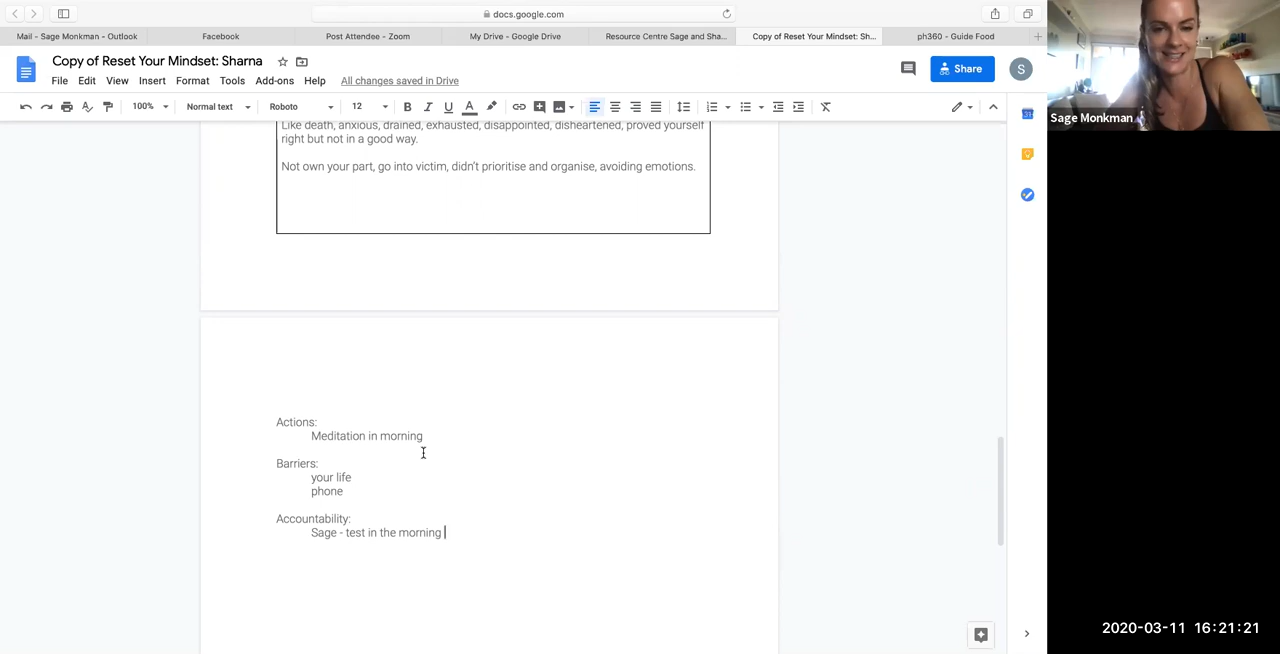 docs.google.com
Mail - Sage Monkman - Outlook
Facebook
Post Attendee - Zoom
My Drive - Google Drive
Resource Centre Sage and Sha...
Copy of Reset Your Mindset: Sh...
ph360 - Guide Food
Copy of Reset Your Mindset: Sharna
File Edit View Insert Format Tools Add-ons Help All changes saved in Drive
Share
S
100% Normal text Roboto 12 B I U A
31
Like death, anxious, drained, exhausted, disappointed, disheartened, proved yourself
right but not in a good way.
Not own your part, go into victim, didn't prioritise and organise, avoiding emotions.
Actions:
Meditation in morning
Barriers:
your life
phone
Accountability:
Sage - test in the morning
Sage Monkman
2020-03-11 16:21:21